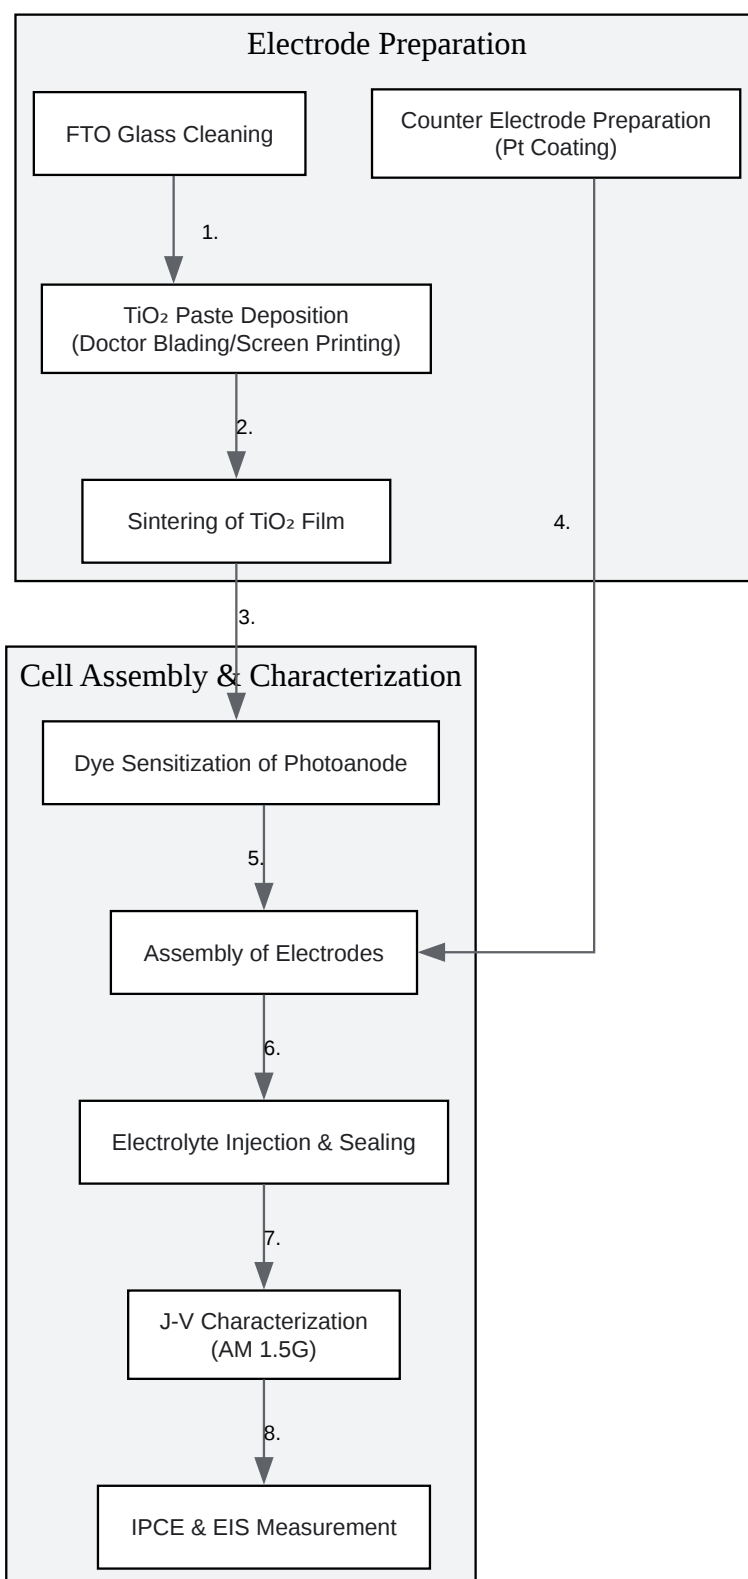 Electrode Preparation
FTO Glass Cleaning
Counter Electrode Preparation
(Pt Coating)
1.
TiO₂ Paste Deposition
(Doctor Blading/Screen Printing)
2.
Sintering of TiO₂ Film
4.
3.
Cell Assembly & Characterization
Dye Sensitization of Photoanode
5.
Assembly of Electrodes
6.
Electrolyte Injection & Sealing
7.
J-V Characterization
(AM 1.5G)
8.
IPCE & EIS Measurement